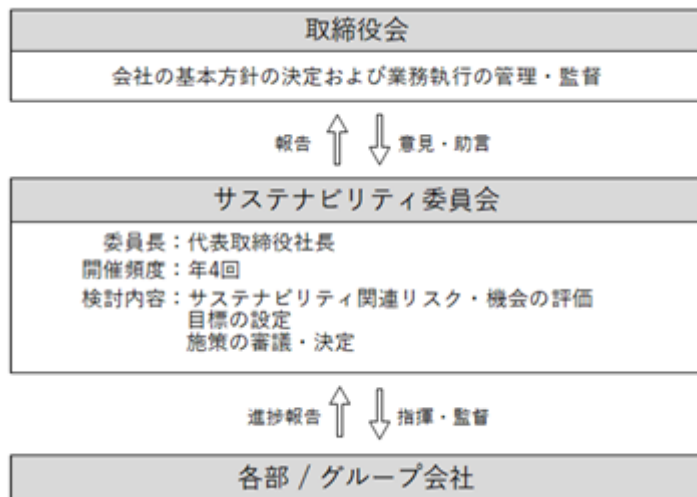 取締役会
会社の基本方針の決定および業務執行の管理・監督
報告 意見・助言
サステナビリティ委員会
委員長：代表取締役社長
開催頻度：年4回
検討内容：サステナビリティ関連リスク・機会の評価
目標の設定
施策の審議・決定
進捗報告 指揮・監督
各部 / グループ会社